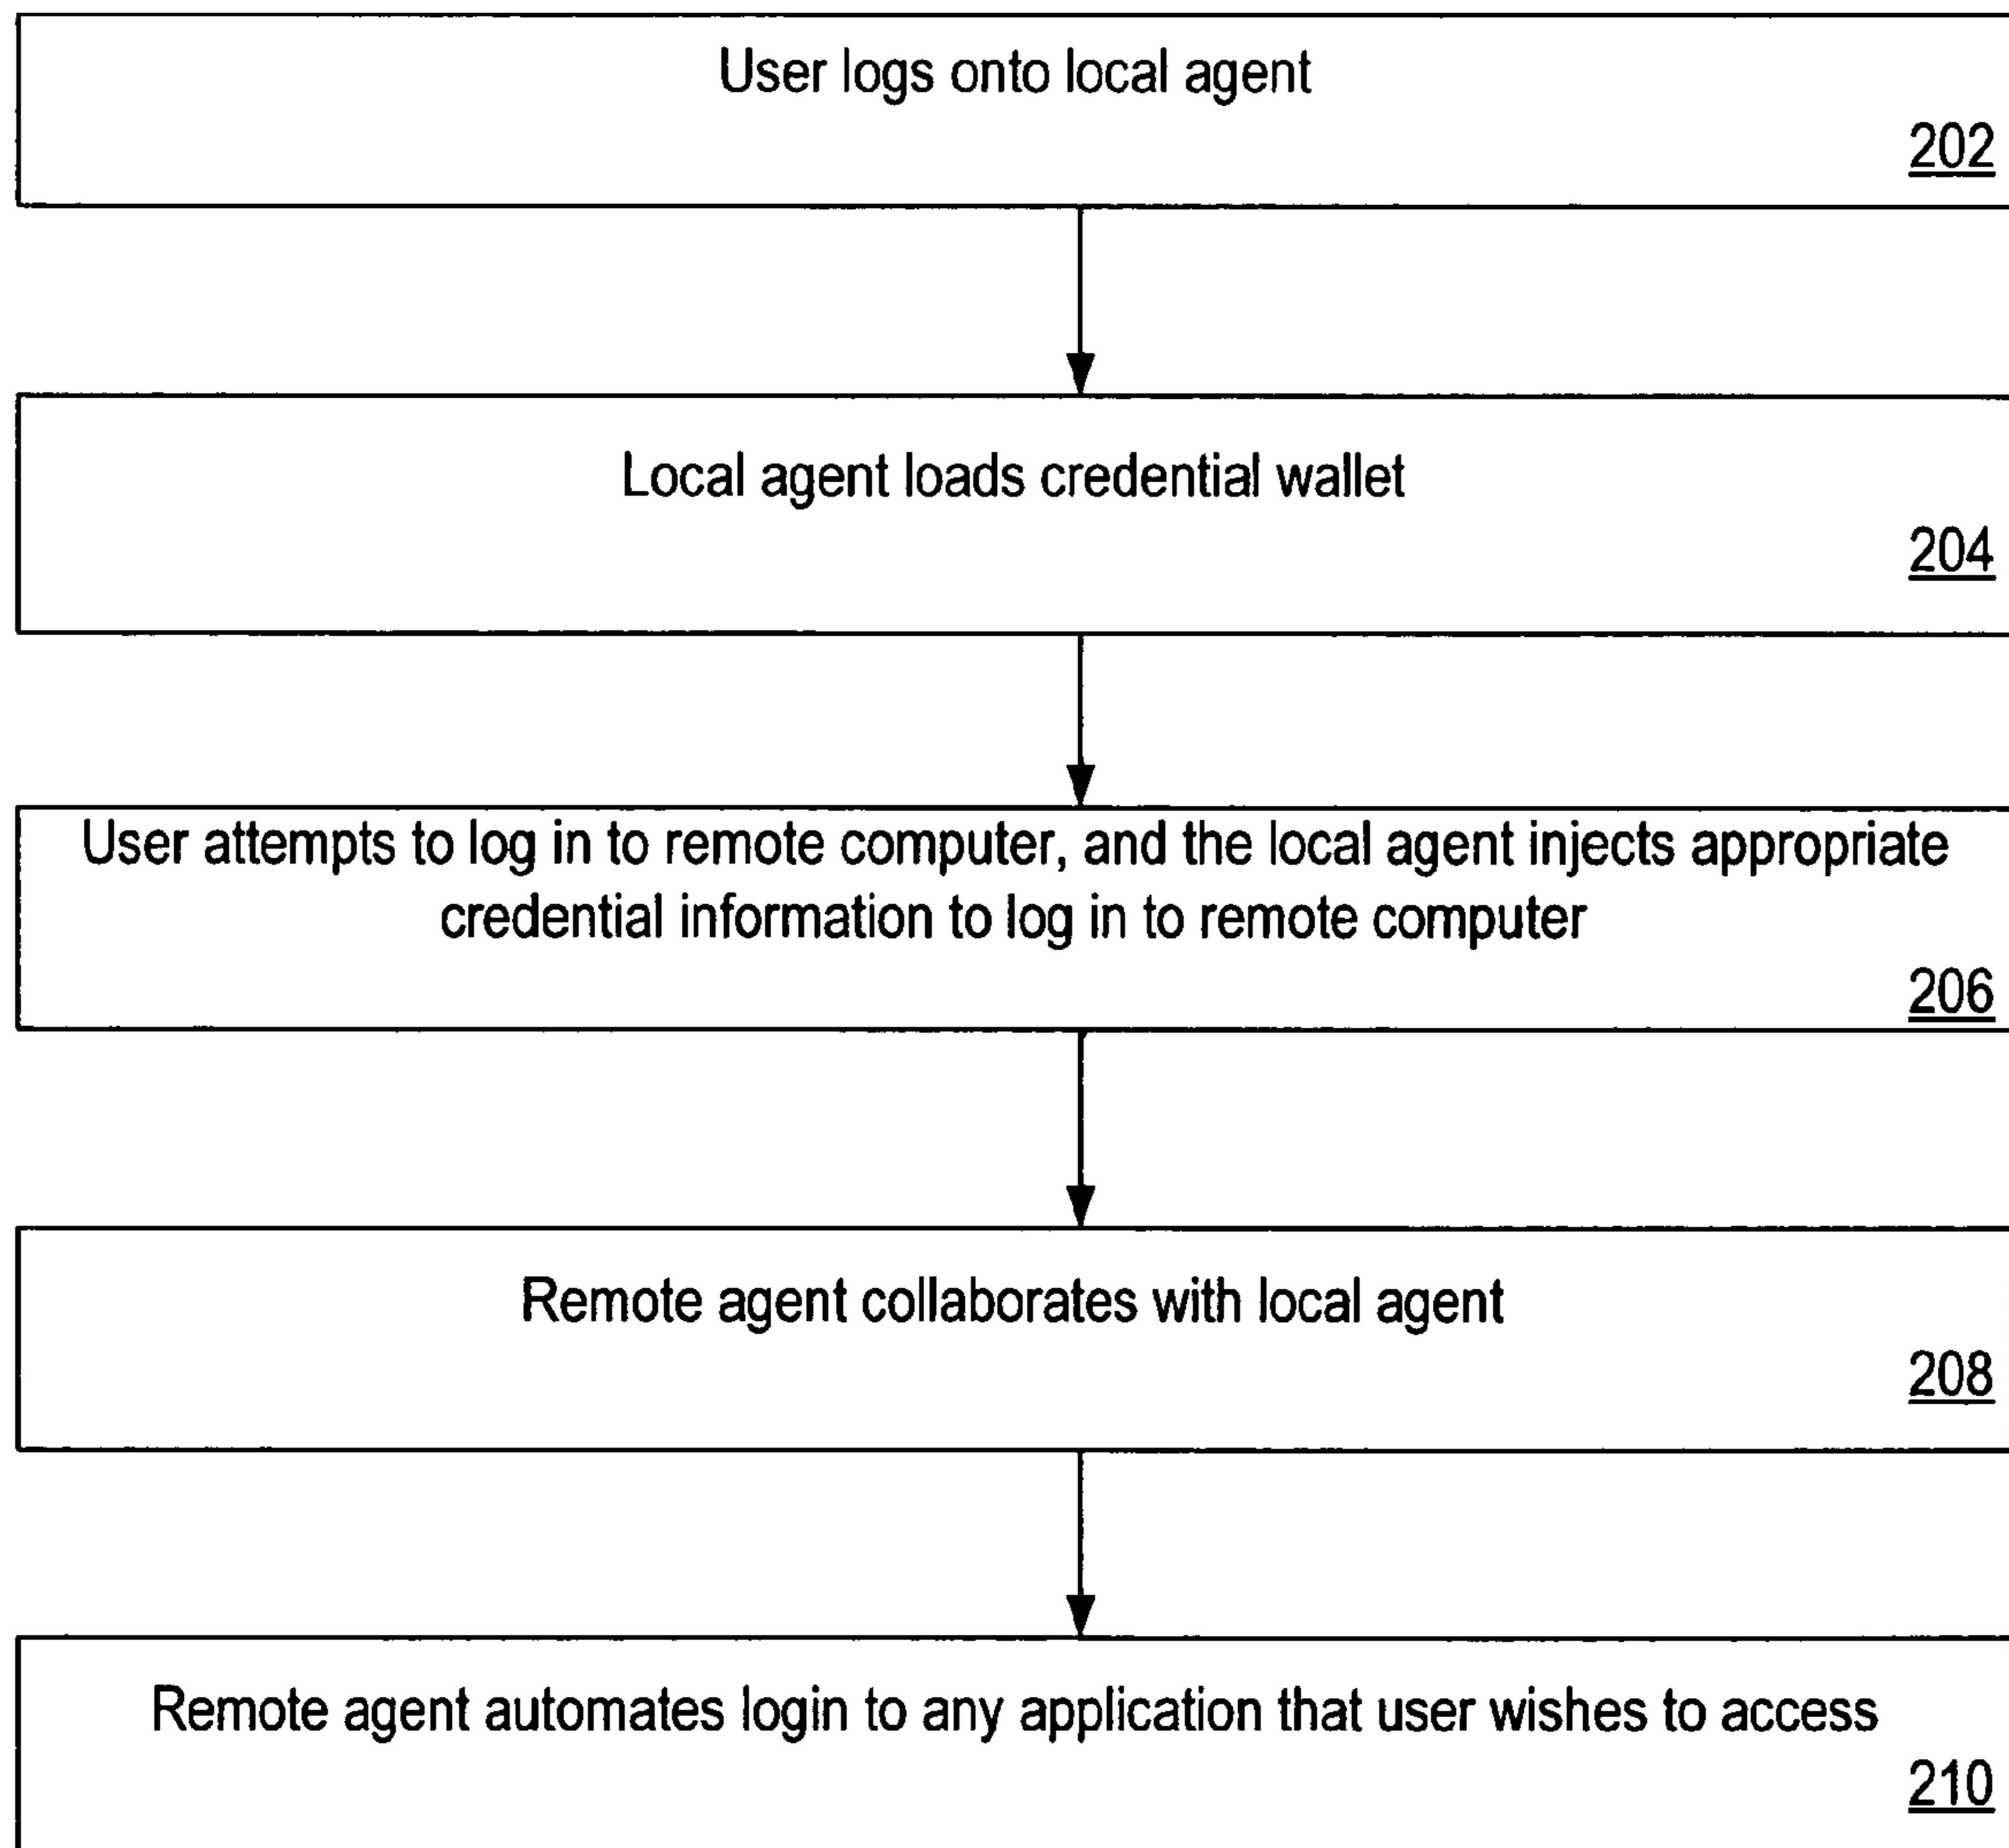 User logs onto local agent
202
Local agent loads credential wallet
204
User attempts to log in to remote computer, and the local agent injects appropriate
credential information to log in to remote computer
206
Remote agent collaborates with local agent
208
Remote agent automates login to any application that user wishes to access
210